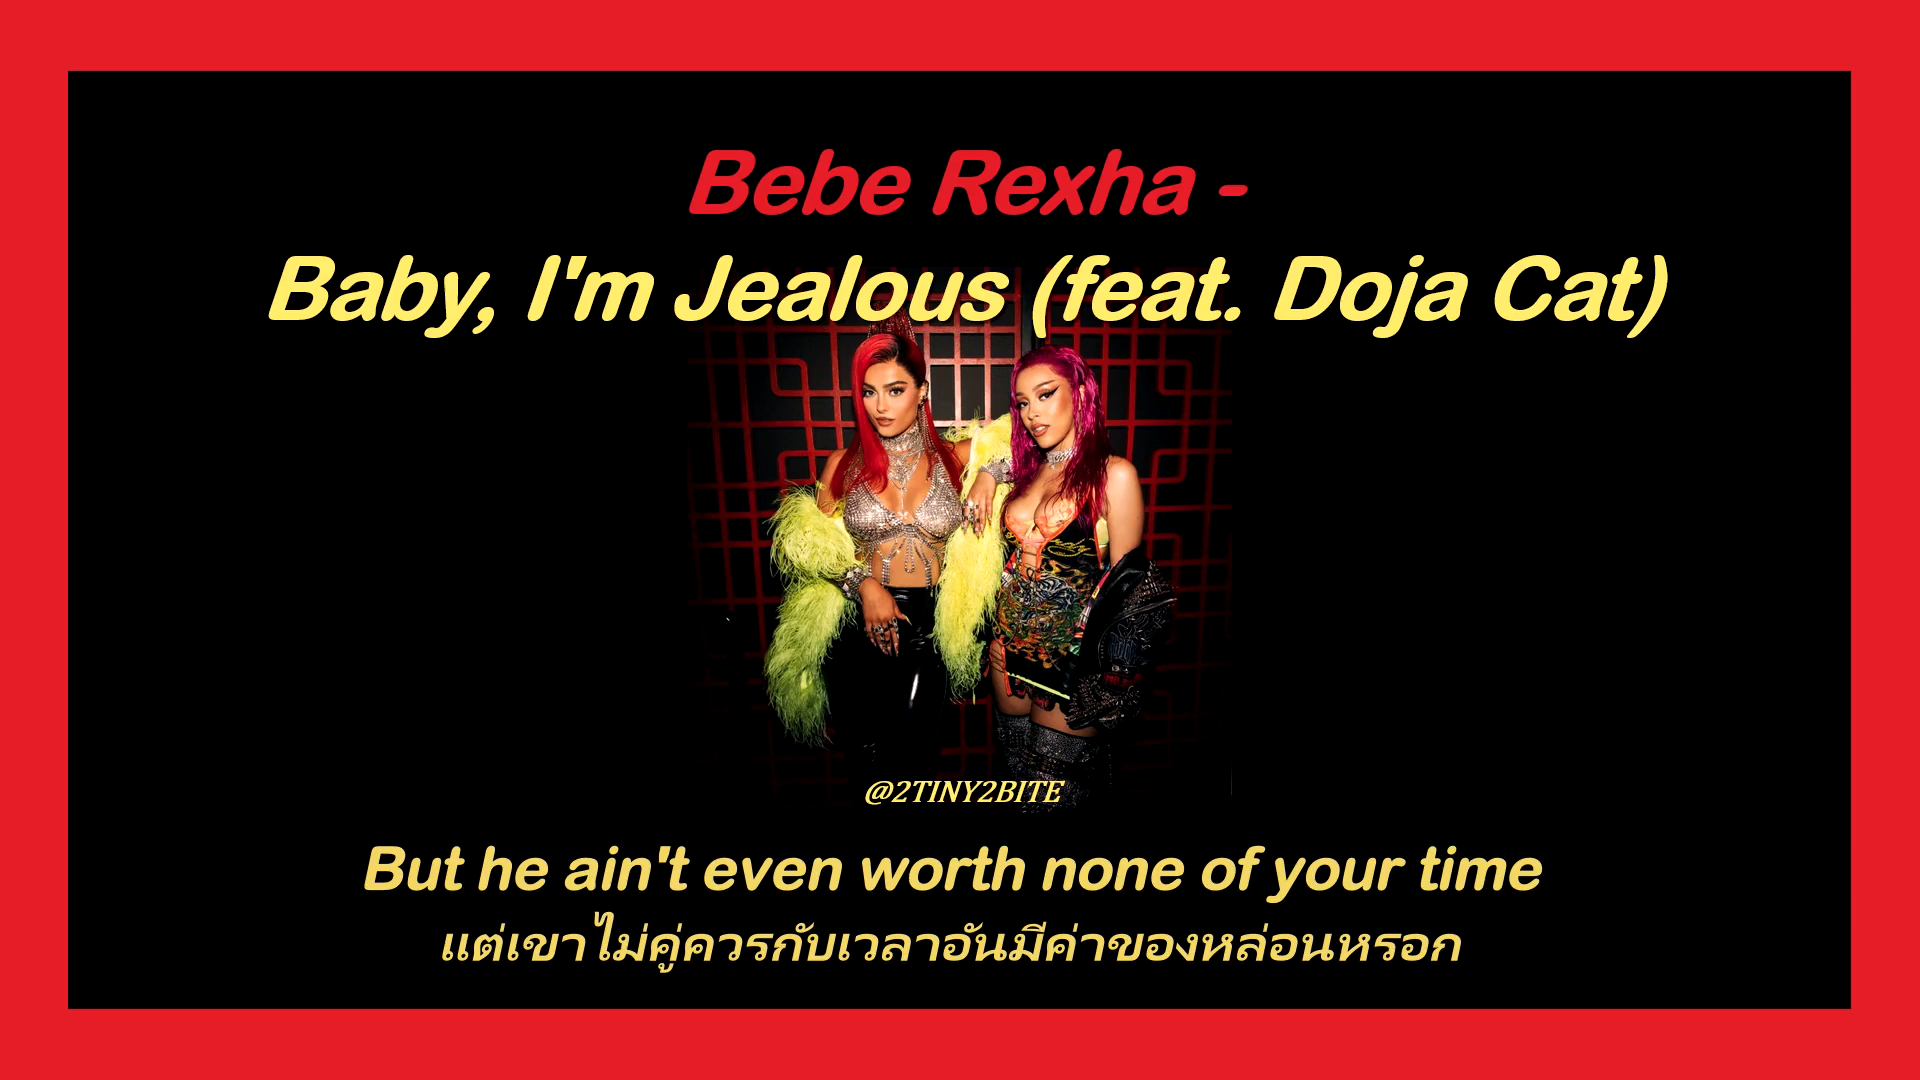 Bebe Rexha -
Baby, I'm Jealous (feat. Doja Cat)
@2TINY2BITE
But he ain't even worth none of your time
แต่เขาไม่คู่ควรกับเวลาอันมีค่าของหล่อนหรอก